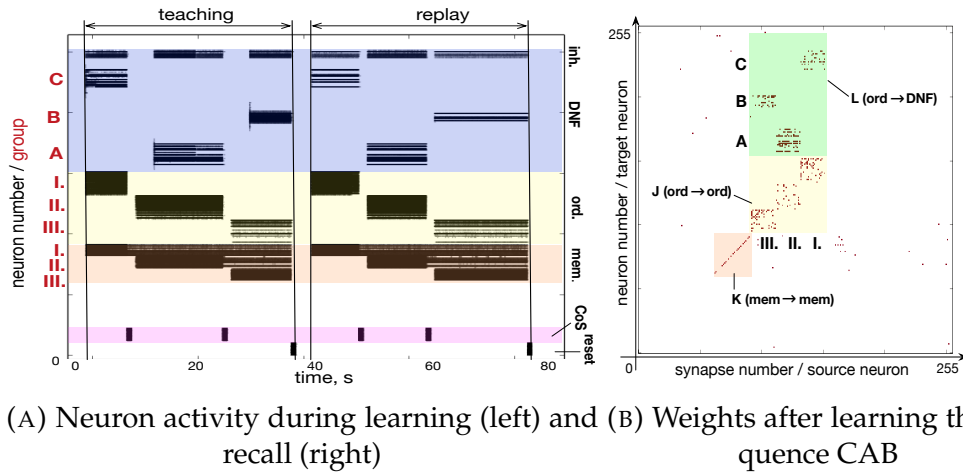 teaching
replay
neuron number / group
C
B
A
I.
II.
III.
I.
II.
III.
0
inh.
DNF
ord.
mem.
CoS
reset
0
20
40
60
80
time, s
255
neuron number / target neuron
C
B
A
L (ord→DNF)
J (ord→ord)
III. II. I.
K (mem→mem)
0
synapse number / source neuron
255
(A) Neuron activity during learning (left) and
recall (right)
(B) Weights after learning th
quence CAB